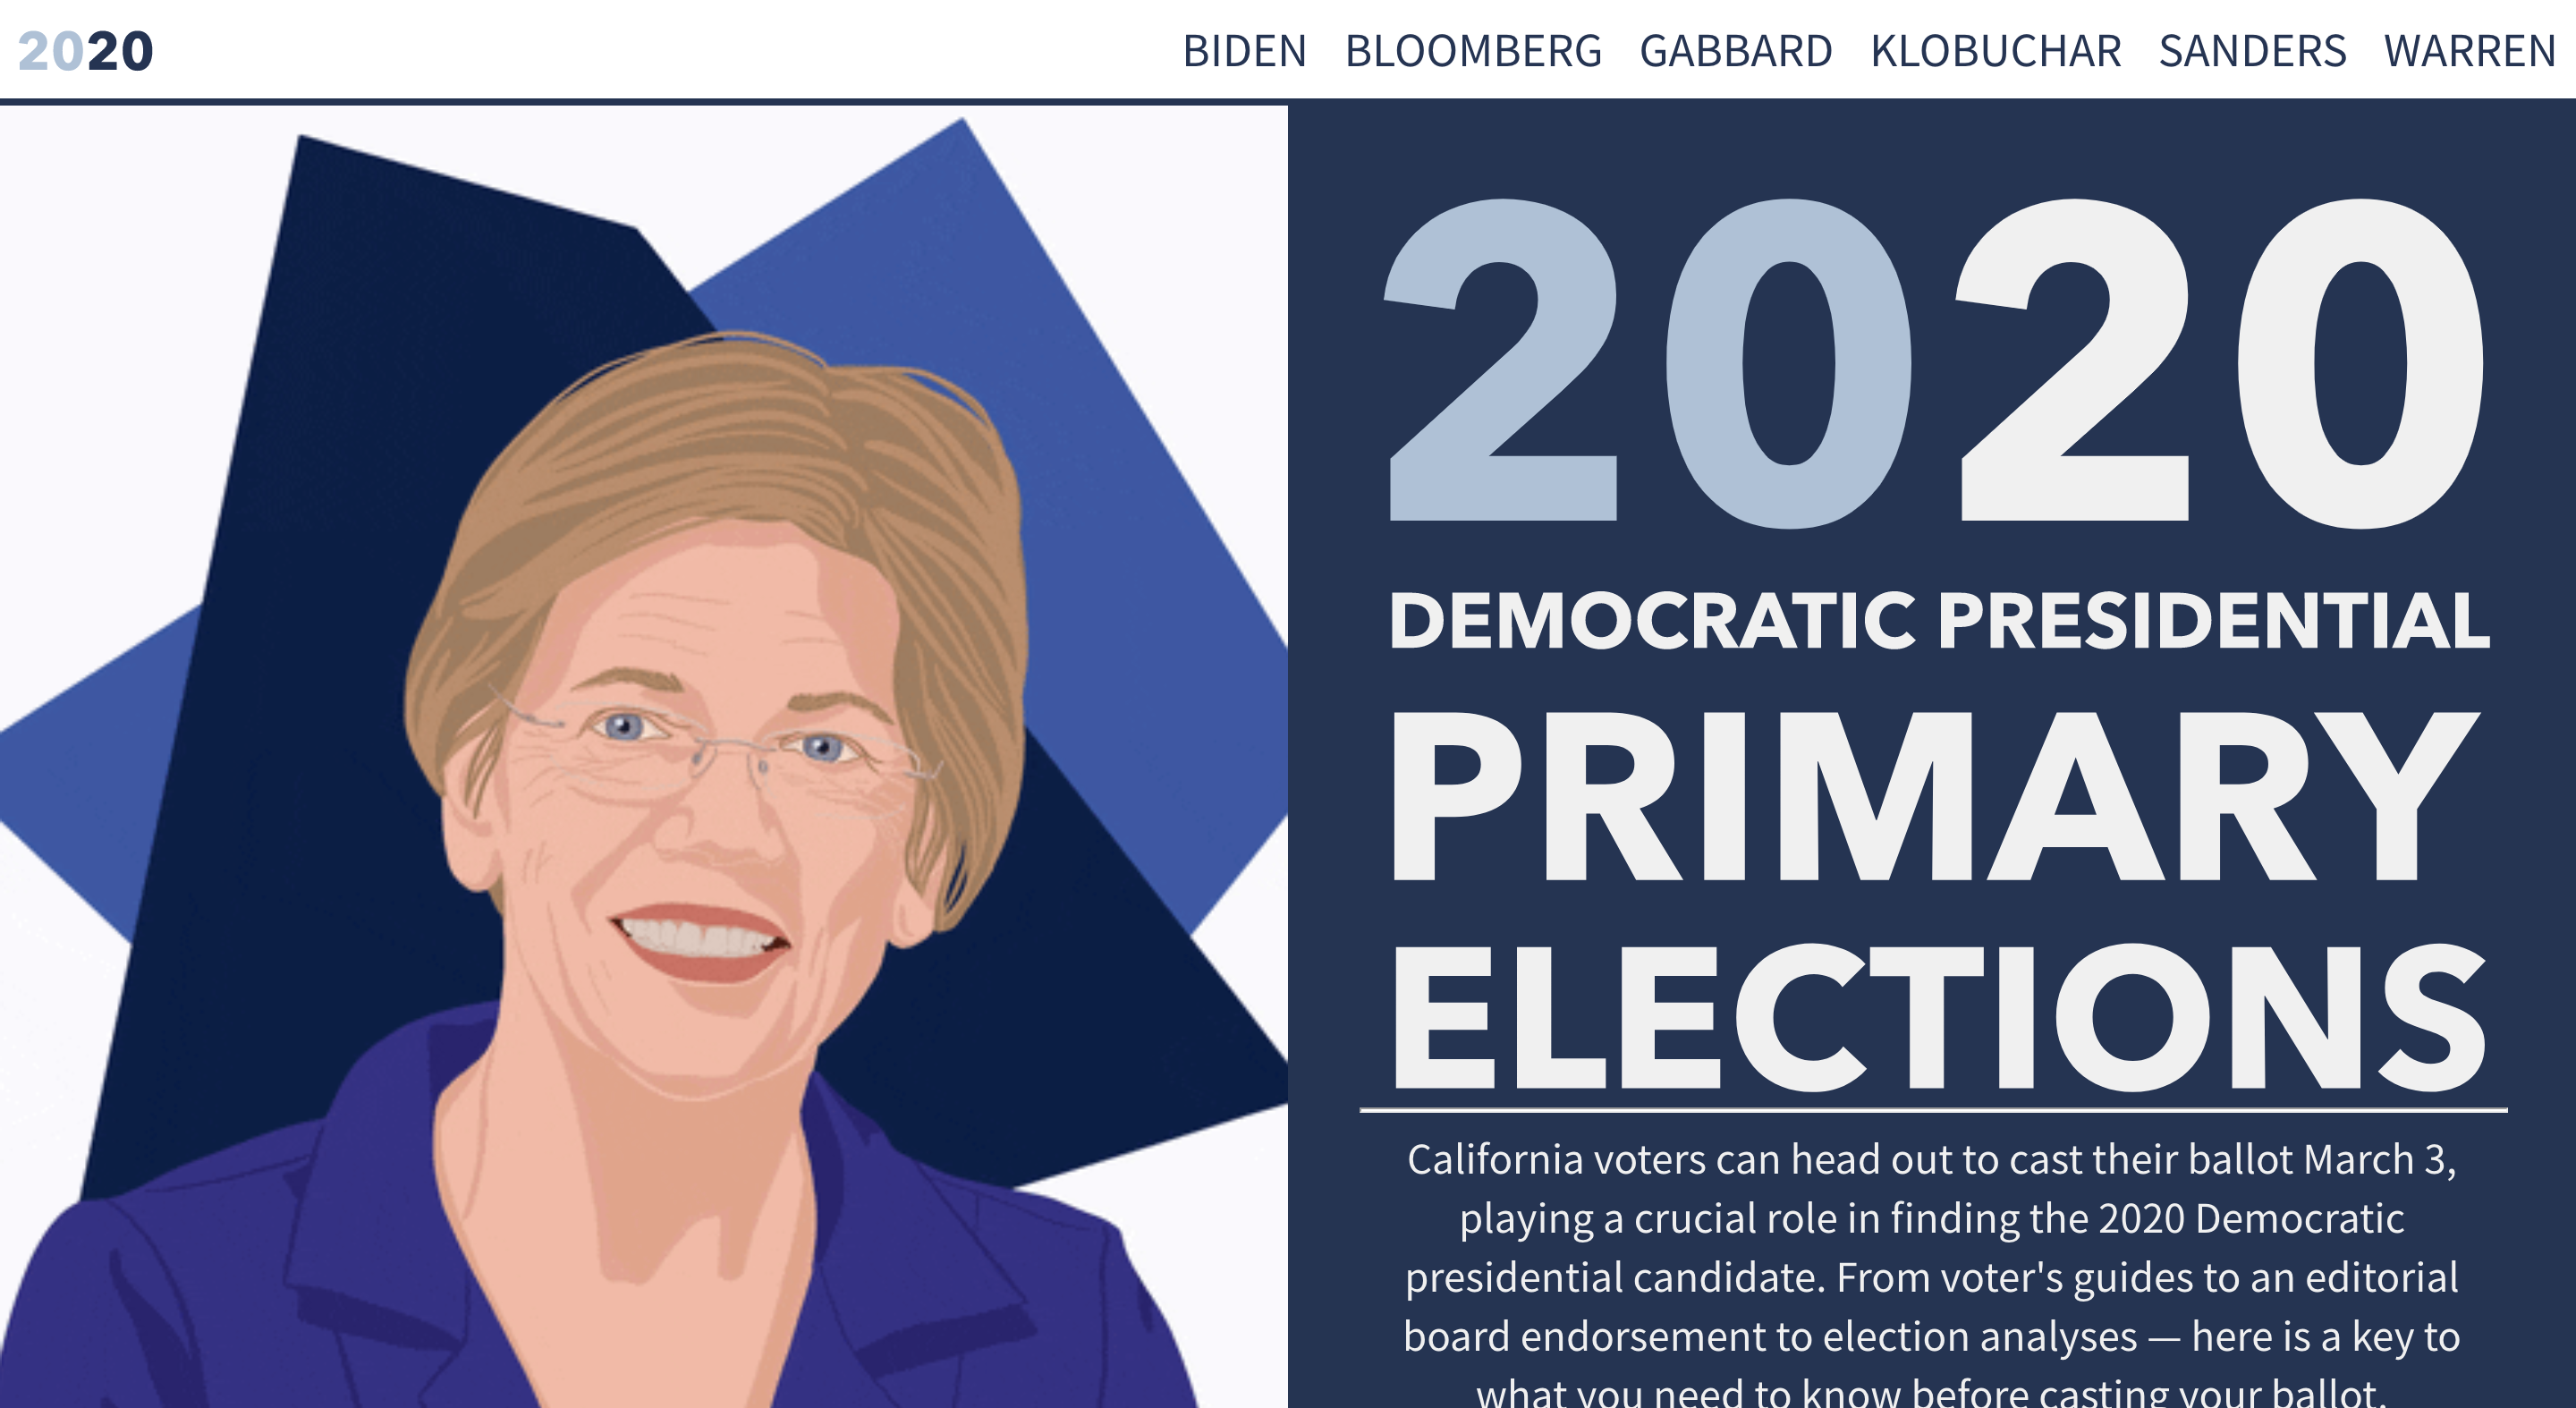 2020
BIDEN BLOOMBERG GABBARD KLOBUCHAR SANDERS WARREN
2020
DEMOCRATIC PRESIDENTIAL
PRIMARY
ELECTIONS
California voters can head out to cast their ballot March 3,
playing a crucial role in finding the 2020 Democratic
presidential candidate. From voter's guides to an editorial
board endorsement to election analyses — here is a key to
what you need to know before casting your ballot.